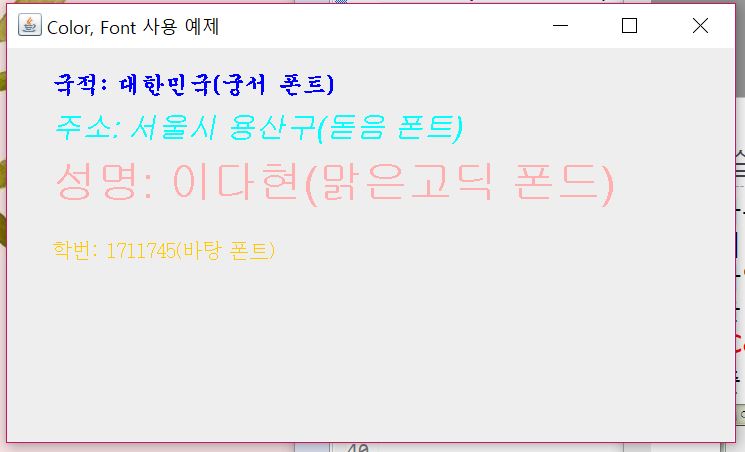 Color, Font 사용 예제
국적: 대한민국(궁서 폰트)
주소: 서울시 용산구(돋음 폰트)
성명: 이다현(맑은고딕 폰드)
학번: 1711745(바탕 폰트)
40